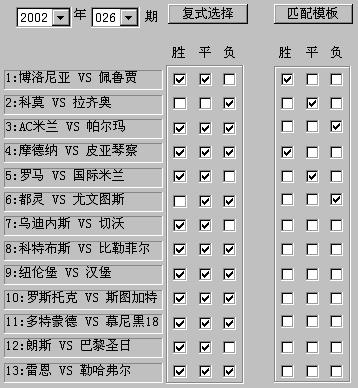 2002 年 026 期 复式选择 匹配模板
胜 平 负 胜 平 负
1:博洛尼亚 VS 佩鲁贾
2:科莫 VS 拉齐奥
3:AC米兰 VS 帕尔玛
4:摩德纳 VS 皮亚琴察
5:罗马 VS 国际米兰
6:都灵 VS 尤文图斯
7:乌迪内斯 VS 切沃
8:科特布斯 VS 比勒菲尔
9:纽伦堡 VS 汉堡
10:罗斯托克 VS 斯图加特
11:多特蒙德 VS 慕尼黑18
12:朗斯 VS 巴黎圣日
13:雷恩 VS 勒哈弗尔